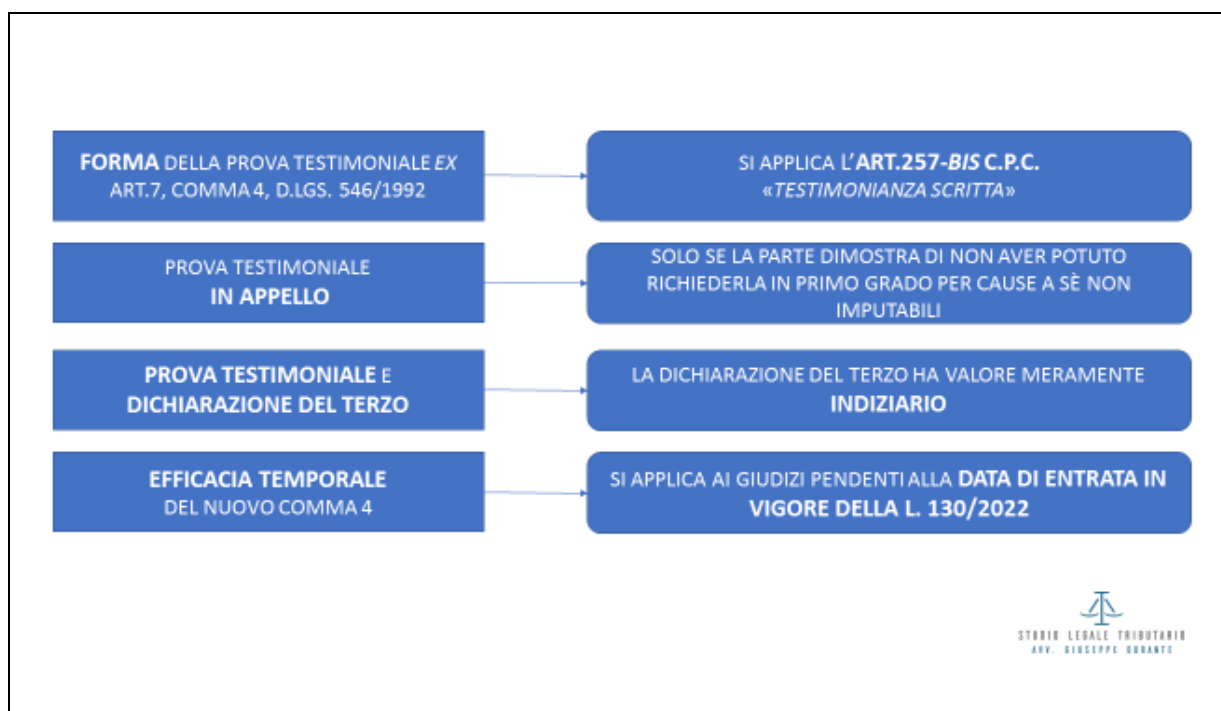 FORMA DELLA PROVA TESTIMONIALE EX
ART.7, COMMA 4, D.LGS. 546/1992
SI APPLICA L'ART.257-BIS C.P.C.
«TESTIMONIANZA SCRITTA»
PROVA TESTIMONIALE
IN APPELLO
SOLO SE LA PARTE DIMOSTRA DI NON AVER POTUTO
RICHIEDERLA IN PRIMO GRADO PER CAUSE A SÈ NON
IMPUTABILI
PROVA TESTIMONIALE E
DICHIARAZIONE DEL TERZO
LA DICHIARAZIONE DEL TERZO HA VALORE MERAMENTE
INDIZIARIO
EFFICACIA TEMPORALE
DEL NUOVO COMMA 4
SI APPLICA AI GIUDIZI PENDENTI ALLA DATA DI ENTRATA IN
VIGORE DELLA L. 130/2022
STUDIO LEGALE TRIBUTARIO
AVV. GIUSEPPE DURANTE